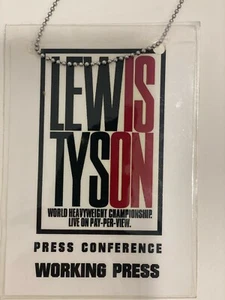 LEWIS
TYSON
WORLD HEAVYWEIGHT CHAMPIONSHIP.
LIVE ON PAY-PER-VIEW.
PRESS CONFERENCE
WORKING PRESS